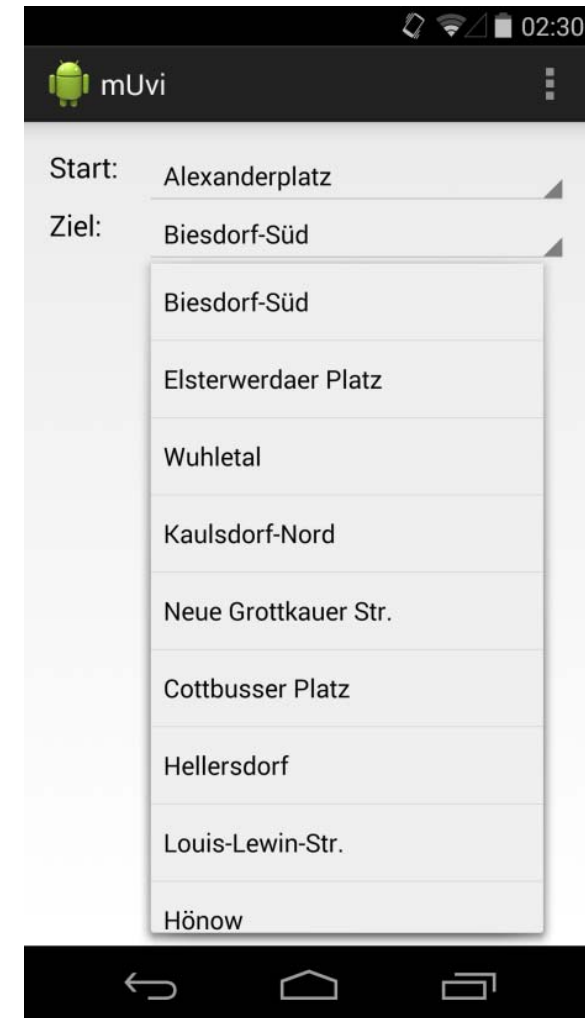 02:30
mUvi
Start: Alexanderplatz
Ziel: Biesdorf-Süd
Biesdorf-Süd
Elsterwerdaer Platz
Wuhletal
Kaulsdorf-Nord
Neue Grottkauer Str.
Cottbusser Platz
Hellersdorf
Louis-Lewin-Str.
Hönow